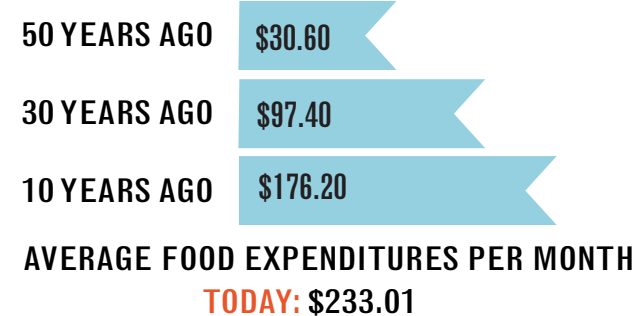 50 YEARS AGO $30.60
30 YEARS AGO $97.40
10 YEARS AGO $176.20
AVERAGE FOOD EXPENDITURES PER MONTH
TODAY: $233.01